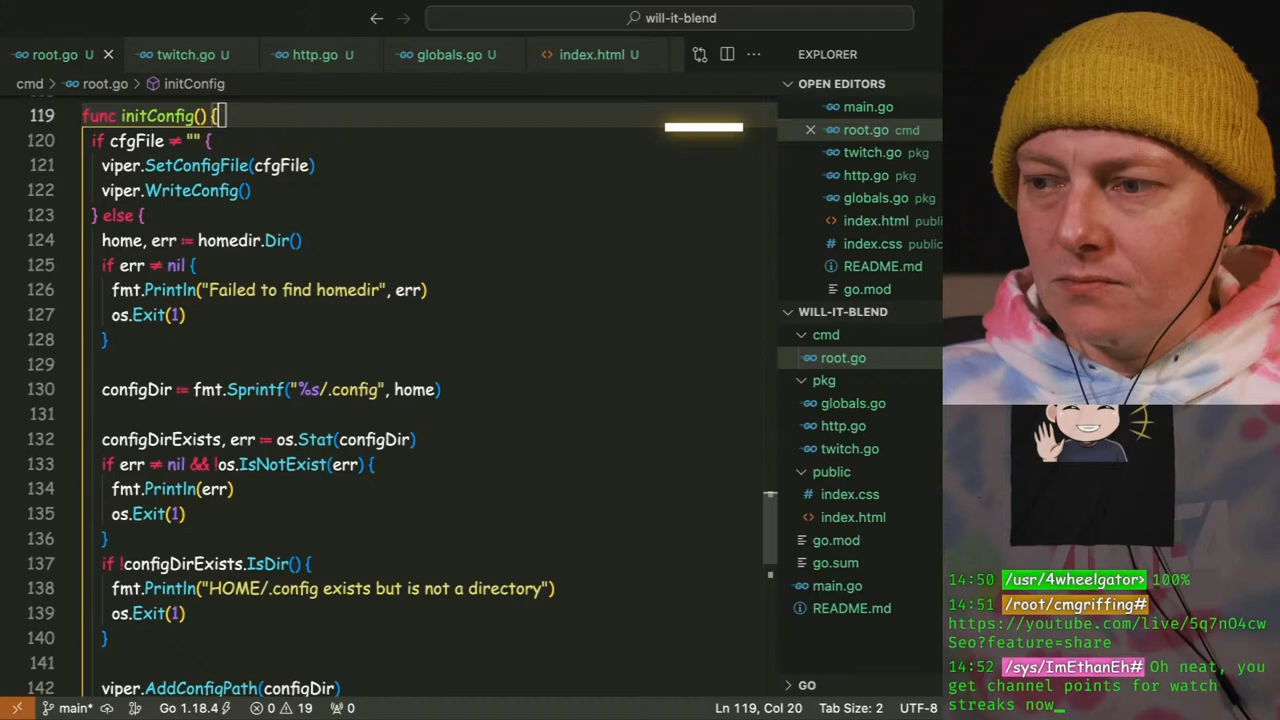 will-it-blend
root.go U
twitch.go U
http.go U
globals.go U
index.html U
EXPLORER
cmd
root.go
initConfig
OPEN EDITORS
main.go
root.go cmd
twitch.go pkg
http.go pkg
globals.go pkg
index.html publi
index.css public
README.md
go.mod
WILL-IT-BLEND
cmd
root.go
pkg
globals.go
http.go
twitch.go
public
index.css
index.html
go.mod
go.sum
main.go
README.md
GO
119 func initConfig() {
120 if cfgFile ≠ "" {
121 viper.SetConfigFile(cfgFile)
122 viper.WriteConfig()
123 } else {
124 home, err := homedir.Dir()
125 if err ≠ nil {
126 fmt.Println("Failed to find homedir", err)
127 os.Exit(1)
128 }
129
130 configDir := fmt.Sprintf("%s/.config", home)
131
132 configDirExists, err := os.Stat(configDir)
133 if err ≠ nil && !os.IsNotExist(err) {
134 fmt.Println(err)
135 os.Exit(1)
136 }
137 if !configDirExists.IsDir() {
138 fmt.Println("HOME/.config exists but is not a directory")
139 os.Exit(1)
140 }
141
142 viper.AddConfigPath(configDir)
main*
Go 1.18.4
0
19
0
Ln 119, Col 20
Tab Size: 2
UTF-8
14:50 /usr/4wheelgator> 100%
14:51 /root/cmgriffing#
https://youtube.com/live/5q7nO4cw
Seo?feature=share
14:52 /sys/ImEthanEh# Oh neat, you
get channel points for watch
streaks now_